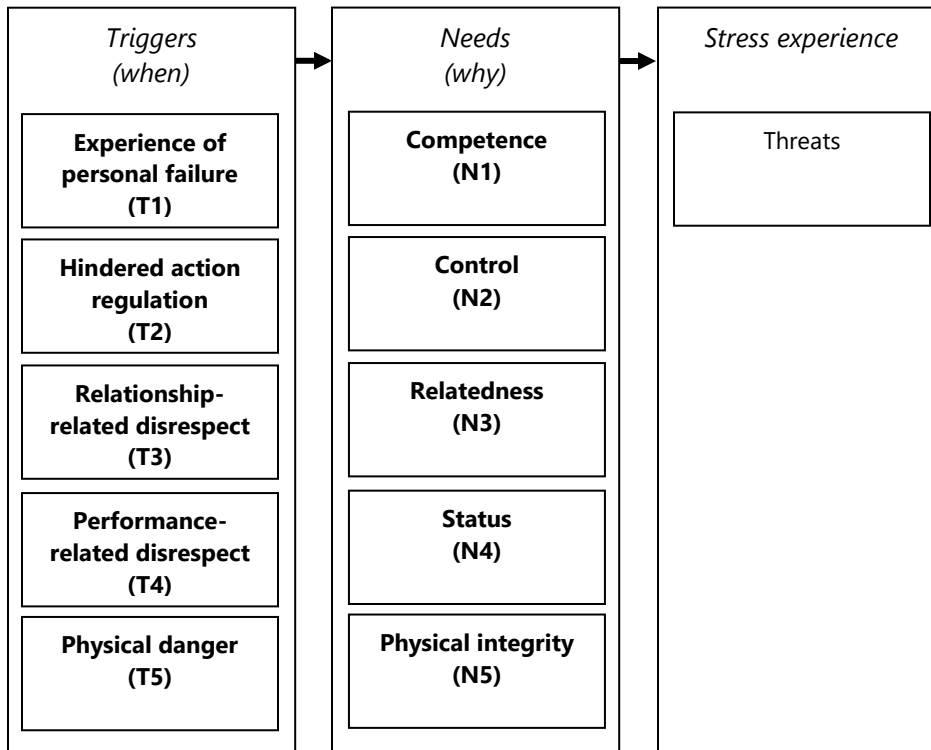 Triggers
(when)
Experience of
personal failure
(T1)
Hindered action
regulation
(T2)
Relationship-
related disrespect
(T3)
Performance-
related disrespect
(T4)
Physical danger
(T5)
Needs
(why)
Competence
(N1)
Control
(N2)
Relatedness
(N3)
Status
(N4)
Physical integrity
(N5)
Stress experience
Threats